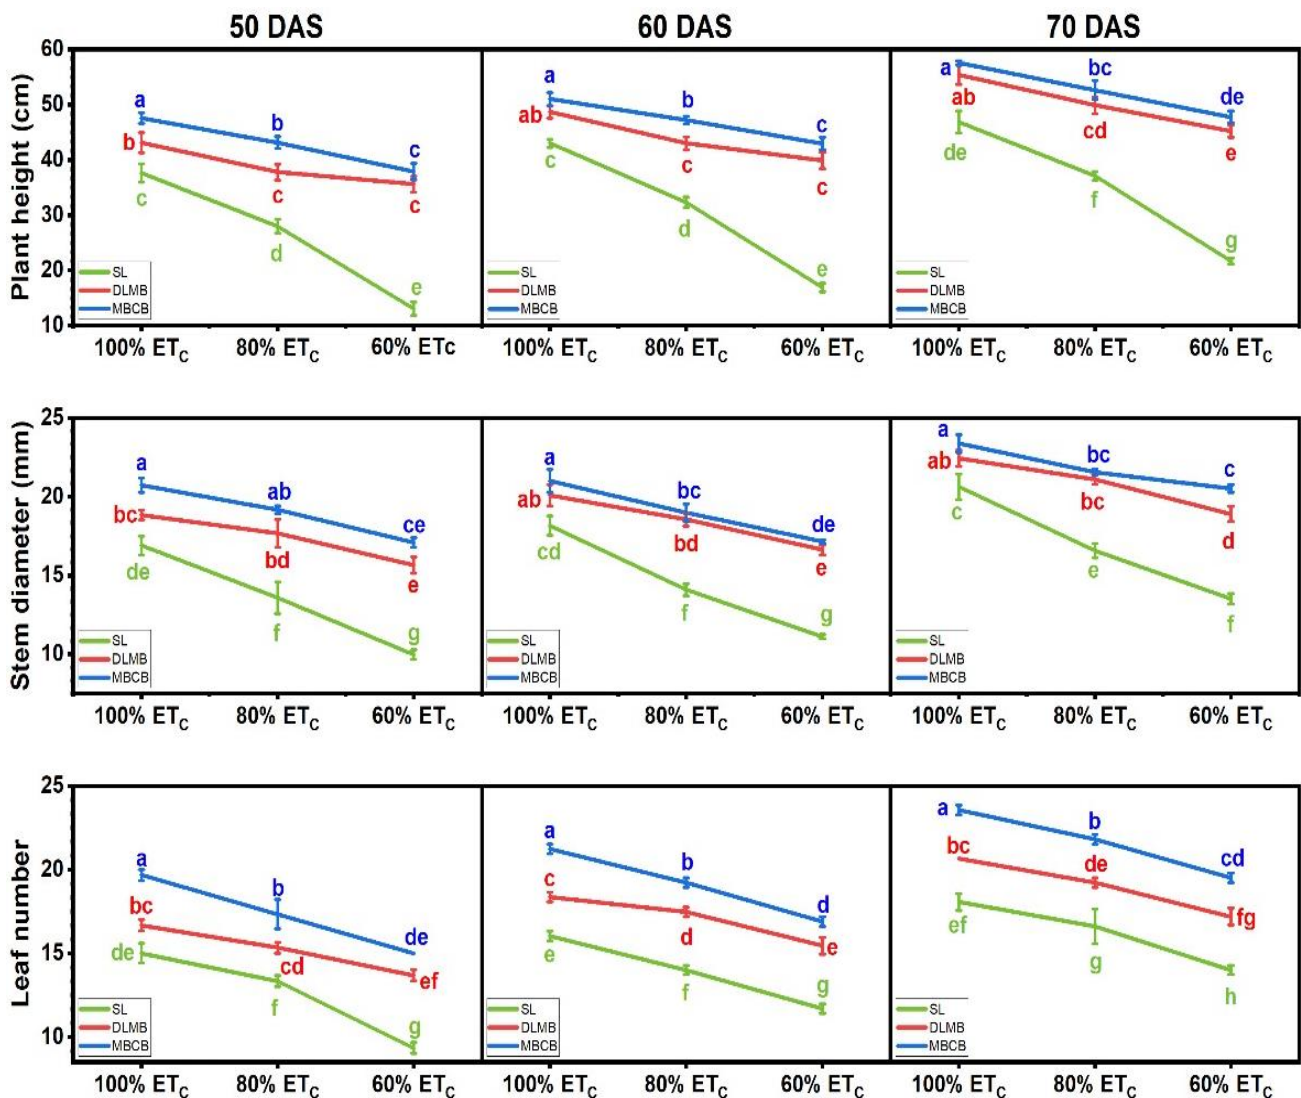 50 DAS 60 DAS 70 DAS
Plant height (cm)
60
50
40
30
20
10
a b c
b c c
c d e
SL
DLMB
MBCB
a b c
ab c c
c d e
SL
DLMB
MBCB
a bc de
ab cd e
de f g
SL
DLMB
MBCB
100% ETC 80% ETC 60% ETc 100% ETC 80% ETC 60% ETC 100% ETC 80% ETC 60% ETC
Stem diameter (mm)
25
20
15
10
a ab ce
bc bd e
de f g
SL
DLMB
MBCB
a bc de
ab bd e
cd f g
SL
DLMB
MBCB
a bc c
ab bc d
c e f
SL
DLMB
MBCB
100% ETC 80% ETC 60% ETC 100% ETC 80% ETC 60% ETC 100% ETC 80% ETC 60% ETC
Leaf number
25
20
15
10
a b de
bc cd ef
de f g
SL
DLMB
MBCB
a b d
c d e
e f g
SL
DLMB
MBCB
a b cd
bc de fg
ef g h
SL
DLMB
MBCB
100% ETC 80% ETC 60% ETC 100% ETC 80% ETC 60% ETC 100% ETC 80% ETC 60% ETC